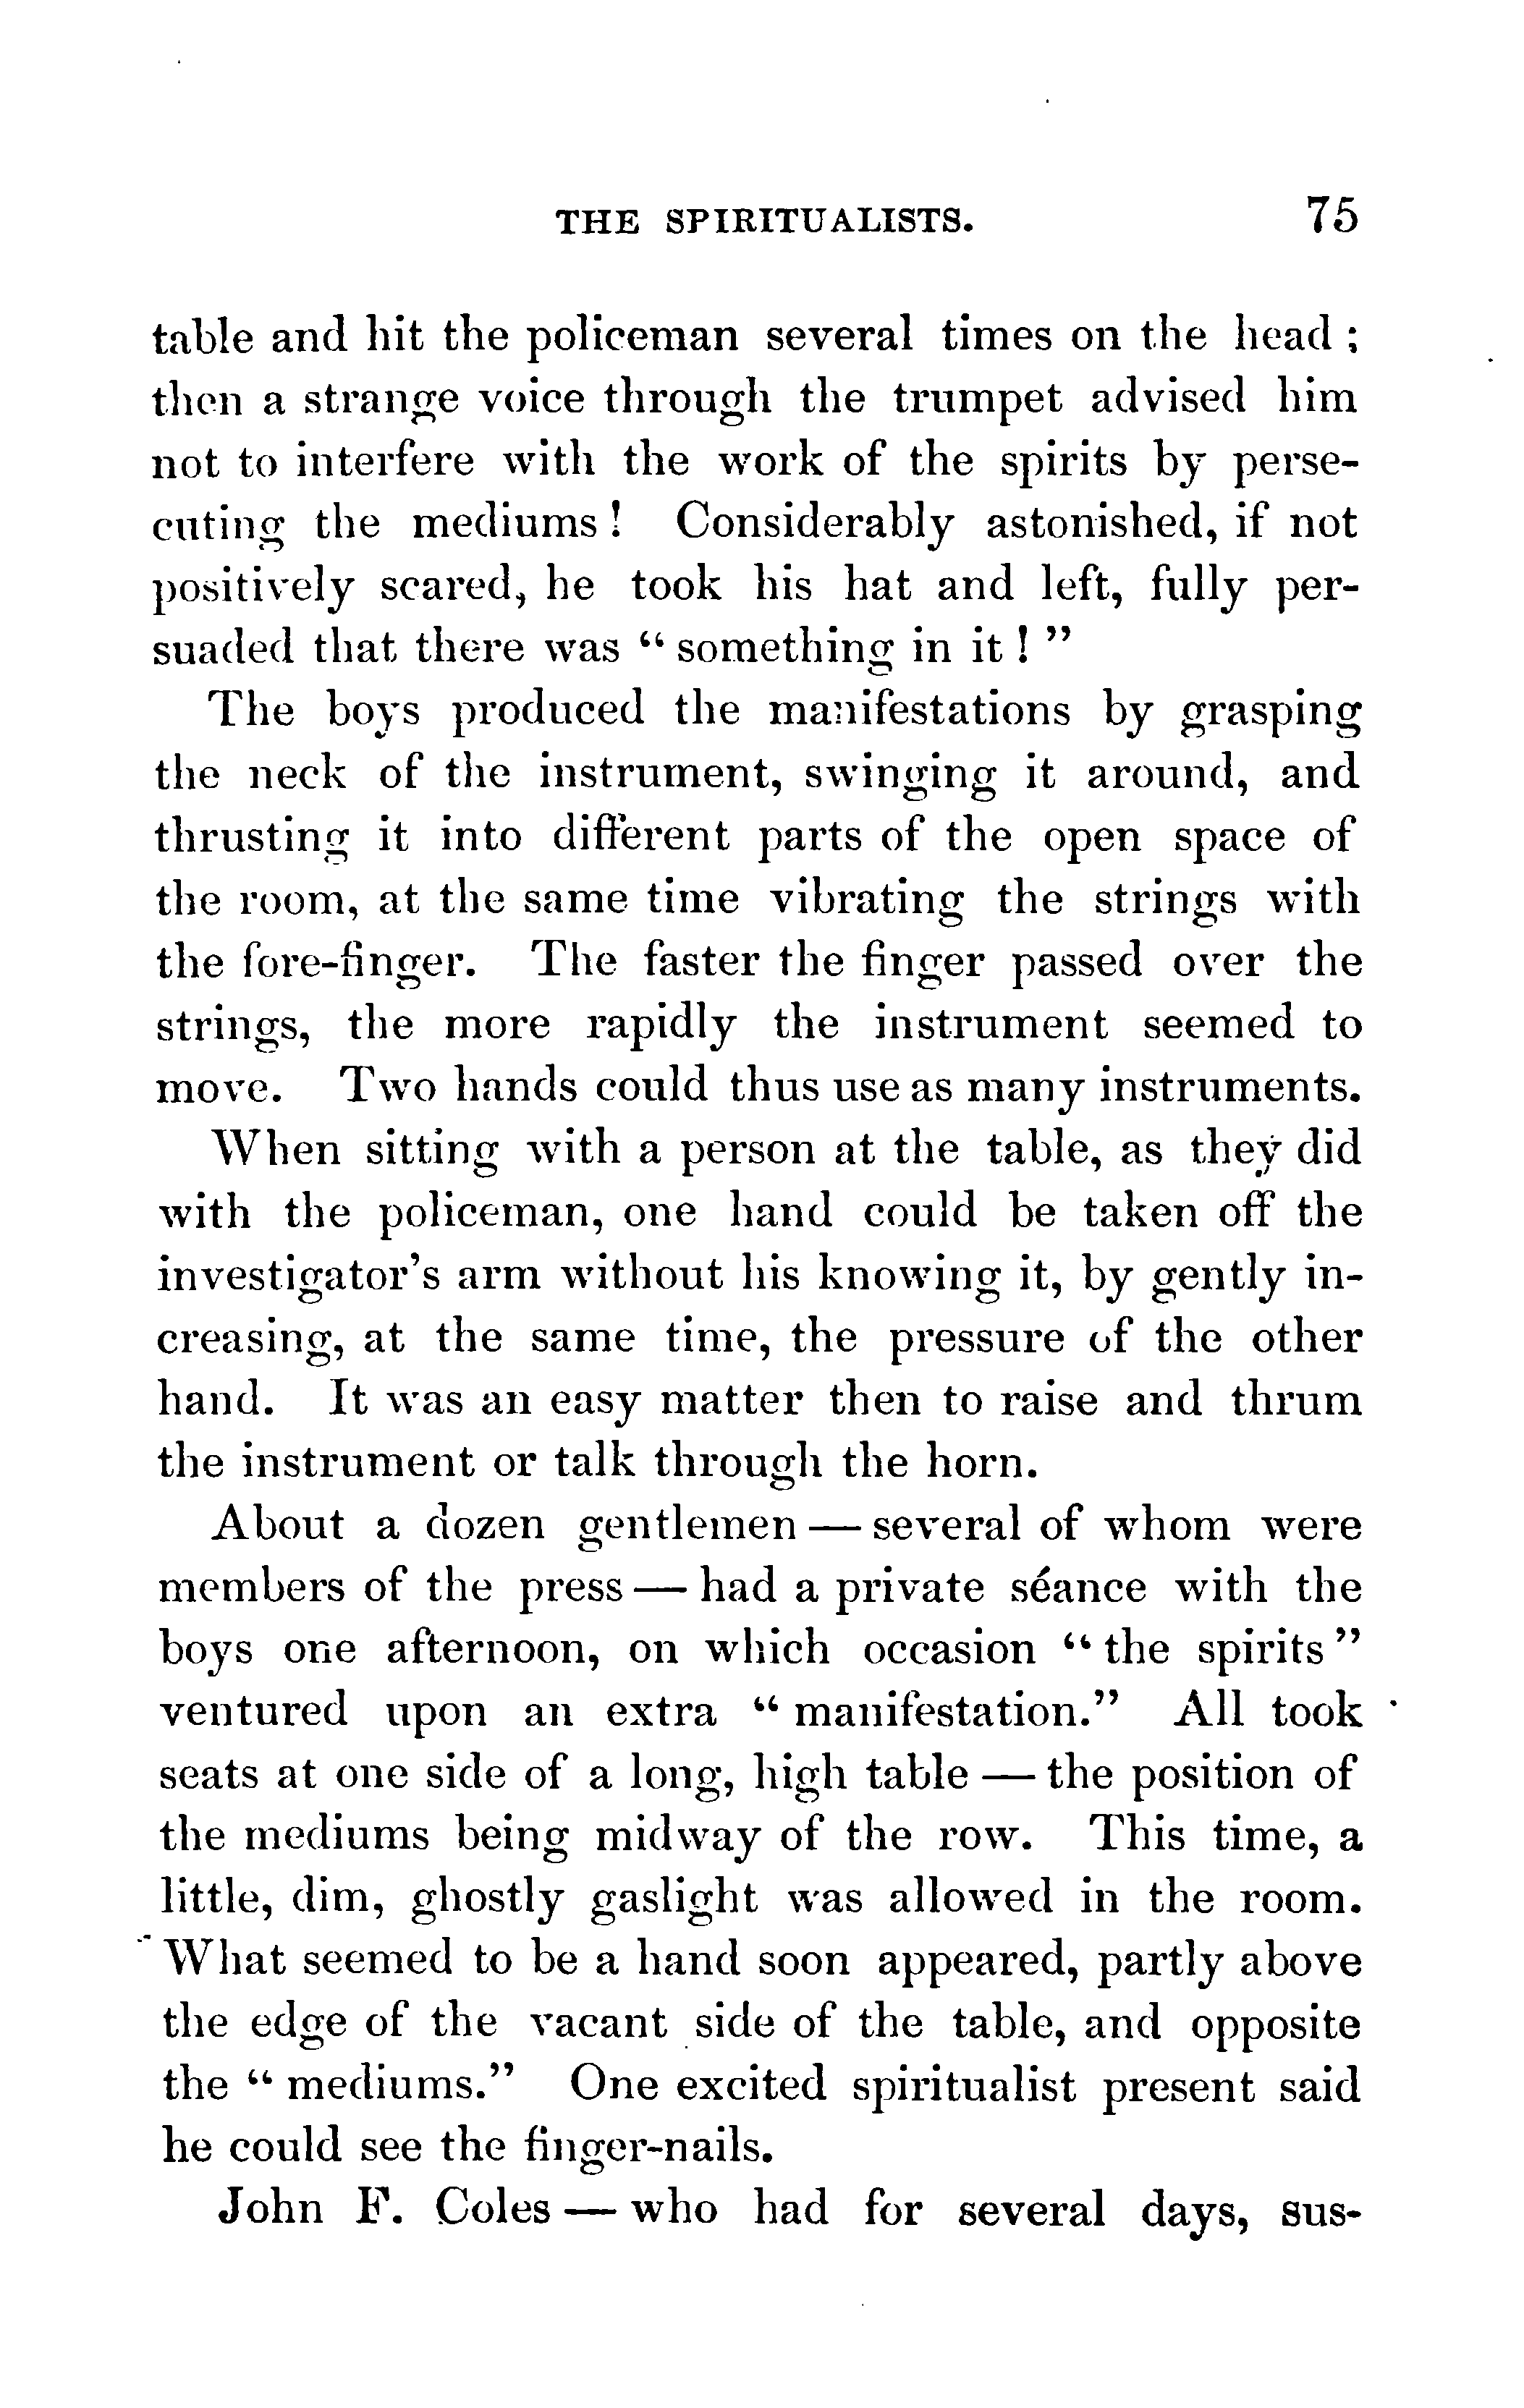 THE SPIRITUALISTS. 75
table and hit the policeman several times on the head ;
then a strange voice through the trumpet advised him
not to interfere with the work of the spirits by perse-
cuting the mediums ! Considerably astonished, if not
positively scared, he took his hat and left, fully per-
suaded that there was “ something in it ! ”
The boys produced the manifestations by grasping
the neck of the instrument, swinging it around, and
thrusting it into different parts of the open space of
the room, at the same time vibrating the strings with
the fore-finger. The faster the finger passed over the
strings, the more rapidly the instrument seemed to
move. Two hands could thus use as many instruments.
When sitting with a person at the table, as they did
with the policeman, one hand could be taken off the
investigator’s arm without his knowing it, by gently in-
creasing, at the same time, the pressure of the other
hand. It was an easy matter then to raise and thrum
the instrument or talk through the horn.
About a dozen gentlemen — several of whom were
members of the press — had a private séance with the
boys one afternoon, on which occasion “ the spirits ”
ventured upon an extra “ manifestation.” All took
seats at one side of a long, high table — the position of
the mediums being midway of the row. This time, a
little, dim, ghostly gaslight was allowed in the room.
What seemed to be a hand soon appeared, partly above
the edge of the vacant side of the table, and opposite
the “ mediums.” One excited spiritualist present said
he could see the finger-nails.
John F. Coles — who had for several days, sus-